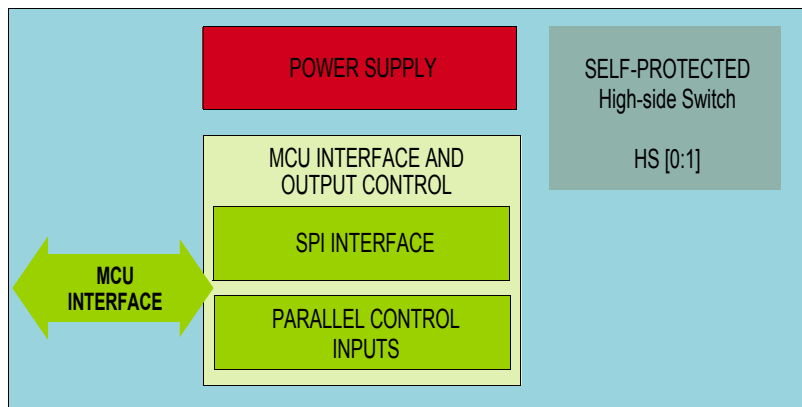 POWER SUPPLY
SELF-PROTECTED
High-side Switch
HS [0:1]
MCU INTERFACE AND
OUTPUT CONTROL
SPI INTERFACE
MCU
INTERFACE
PARALLEL CONTROL
INPUTS